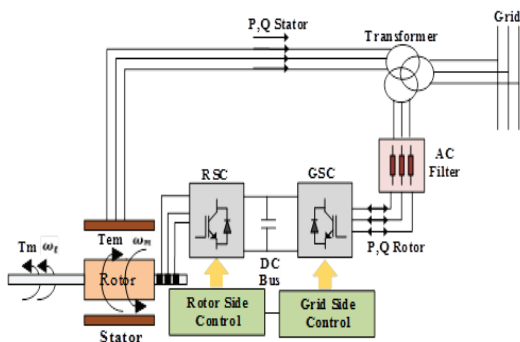 P,Q Stator
Transformer
Grid
AC
Filter
RSC
GSC
P,Q Rotor
DC
Bus
Tm ωt
Tem ωm
Rotor
Stator
Rotor Side
Control
Grid Side
Control